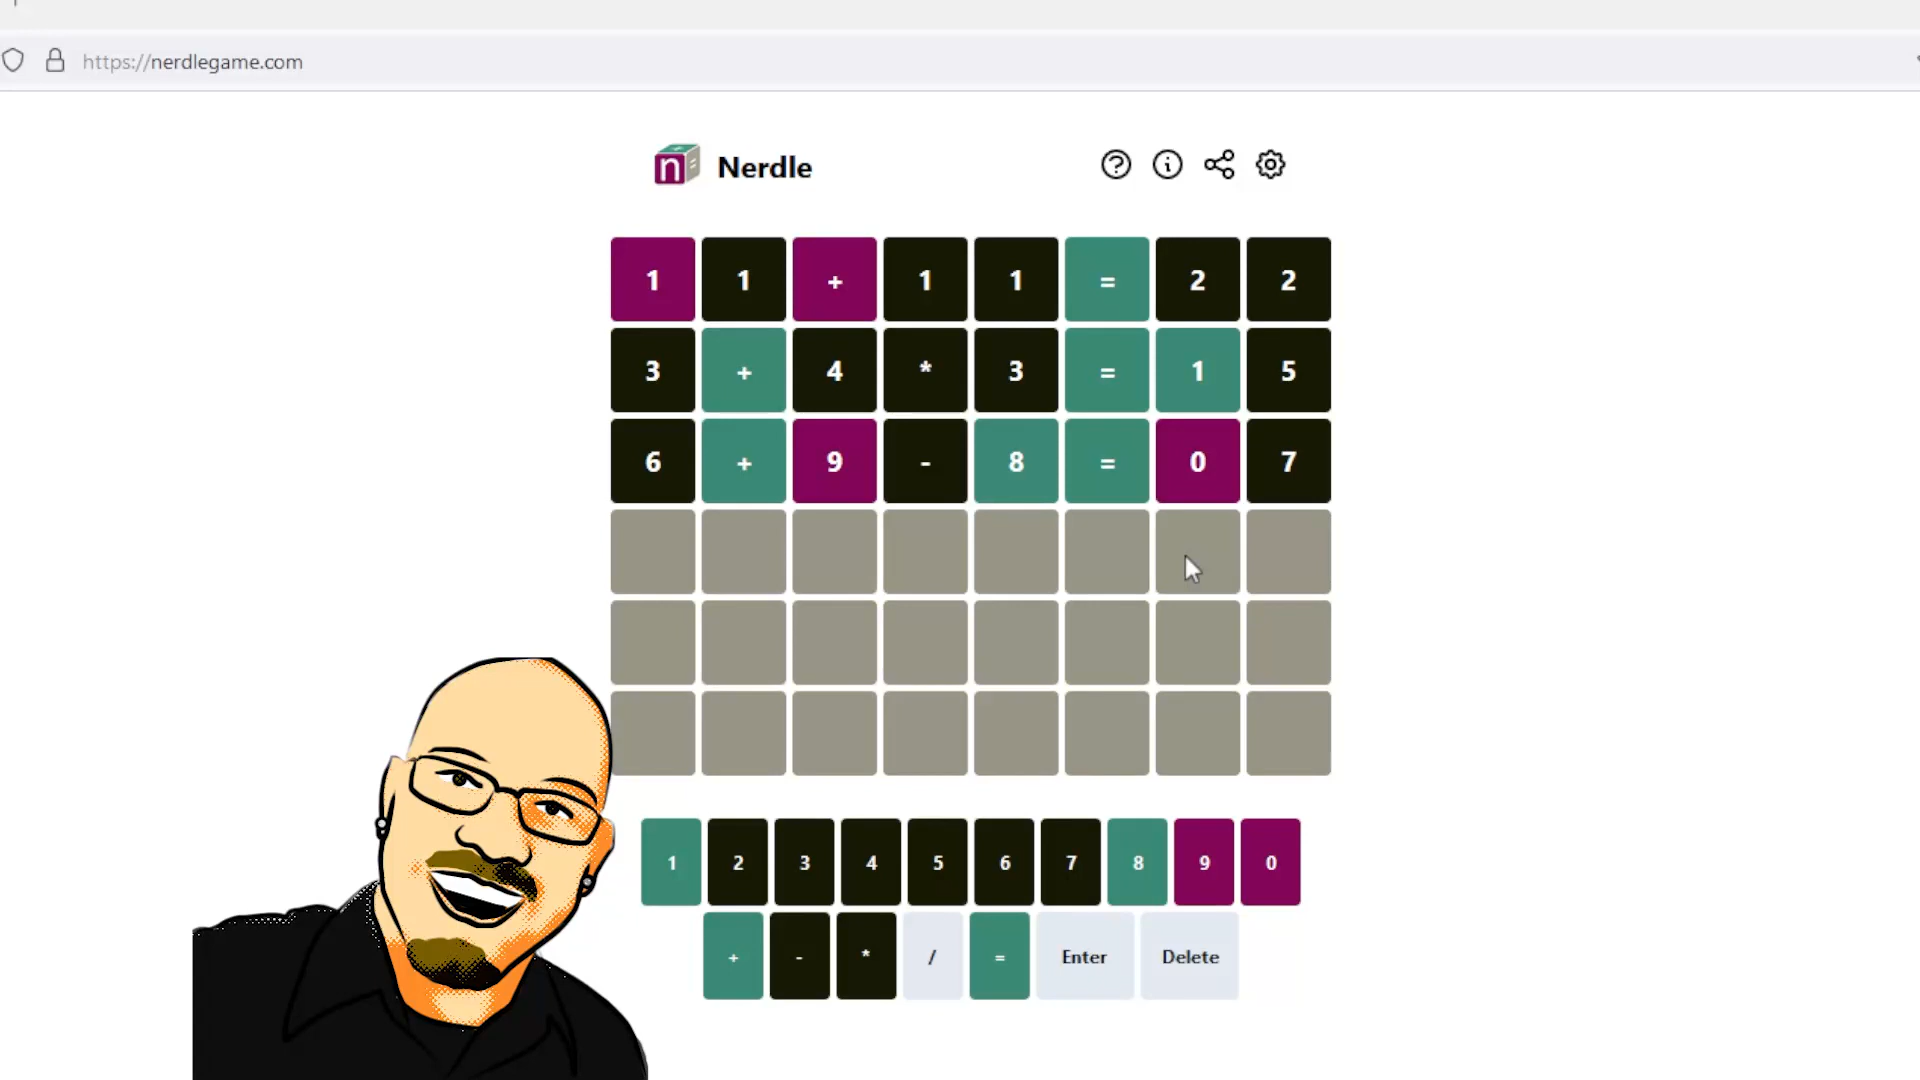 https://nerdlegame.com
n
=
Nerdle
1 1 + 1 1 = 2 2
3 + 4 * 3 = 1 5
6 + 9 - 8 = 0 7
1 2 3 4 5 6 7 8 9 0
+ - * / = Enter Delete